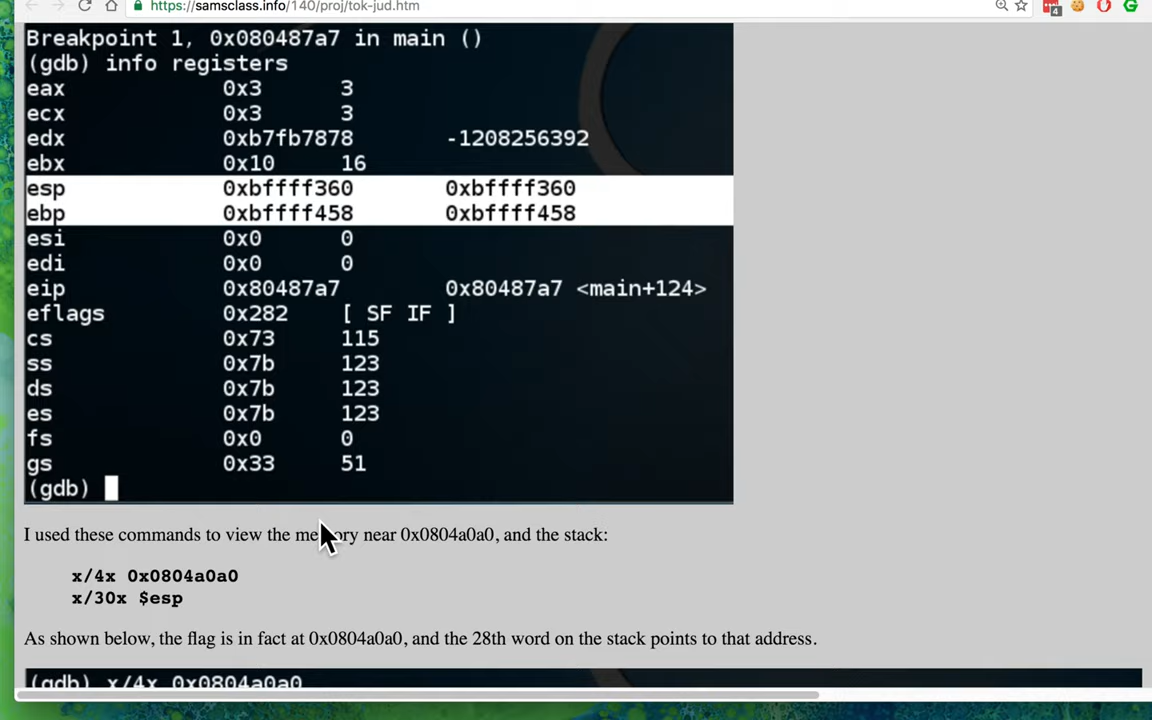 https://samsclass.info/140/proj/tok-jud.htm
4
Breakpoint 1, 0x080487a7 in main ()
(gdb) info registers
eax 0x3 3
ecx 0x3 3
edx 0xb7fb7878 -1208256392
ebx 0x10 16
esp 0xbffff360 0xbffff360
ebp 0xbffff458 0xbffff458
esi 0x0 0
edi 0x0 0
eip 0x80487a7 0x80487a7 <main+124>
eflags 0x282 [ SF IF ]
cs 0x73 115
ss 0x7b 123
ds 0x7b 123
es 0x7b 123
fs 0x0 0
gs 0x33 51
(gdb)
I used these commands to view the memory near 0x0804a0a0, and the stack:
x/4x 0x0804a0a0
x/30x $esp
As shown below, the flag is in fact at 0x0804a0a0, and the 28th word on the stack points to that address.
(gdb) x/4x 0x0804a0a0